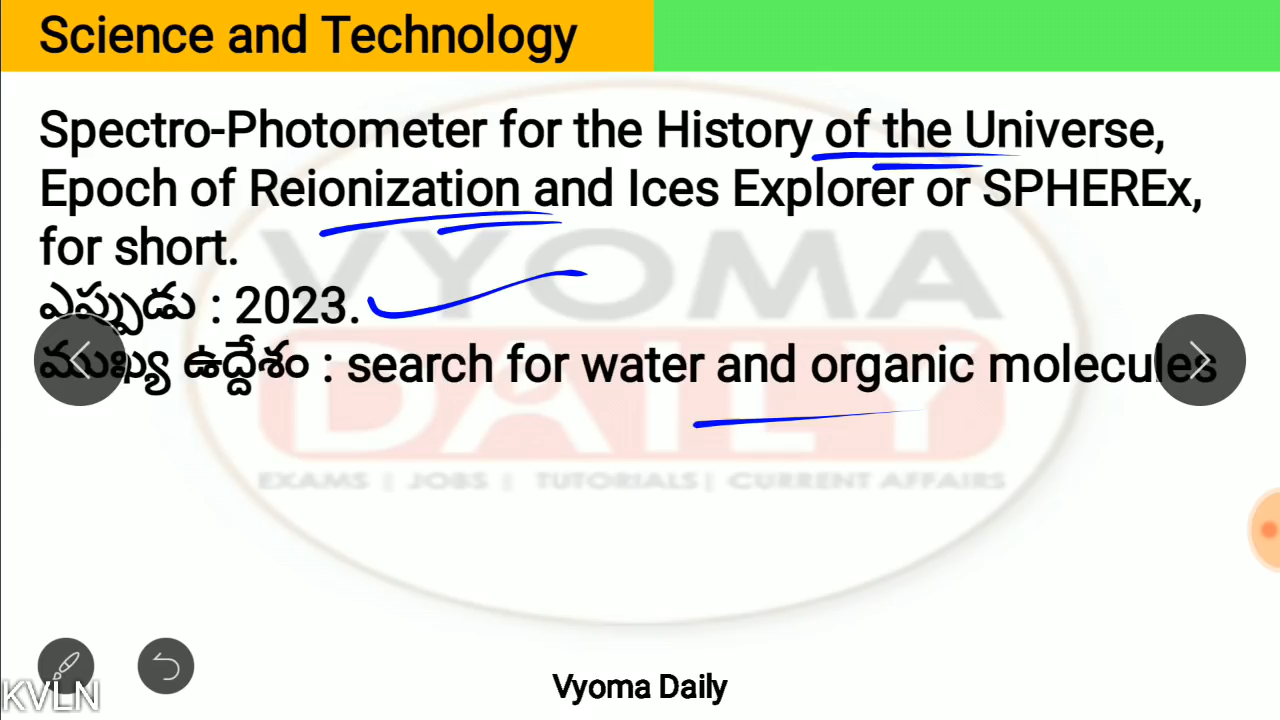 Science and Technology
Spectro-Photometer for the History of the Universe,
Epoch of Reionization and Ices Explorer or SPHEREx,
for short.
ఎప్పుడు : 2023.
ముఖ్య ఉద్దేశం : search for water and organic molecules
VYOMA
DAILY
EXAMS | JOBS | TUTORIALS | CURRENT AFFAIRS
Vyoma Daily
KVLN